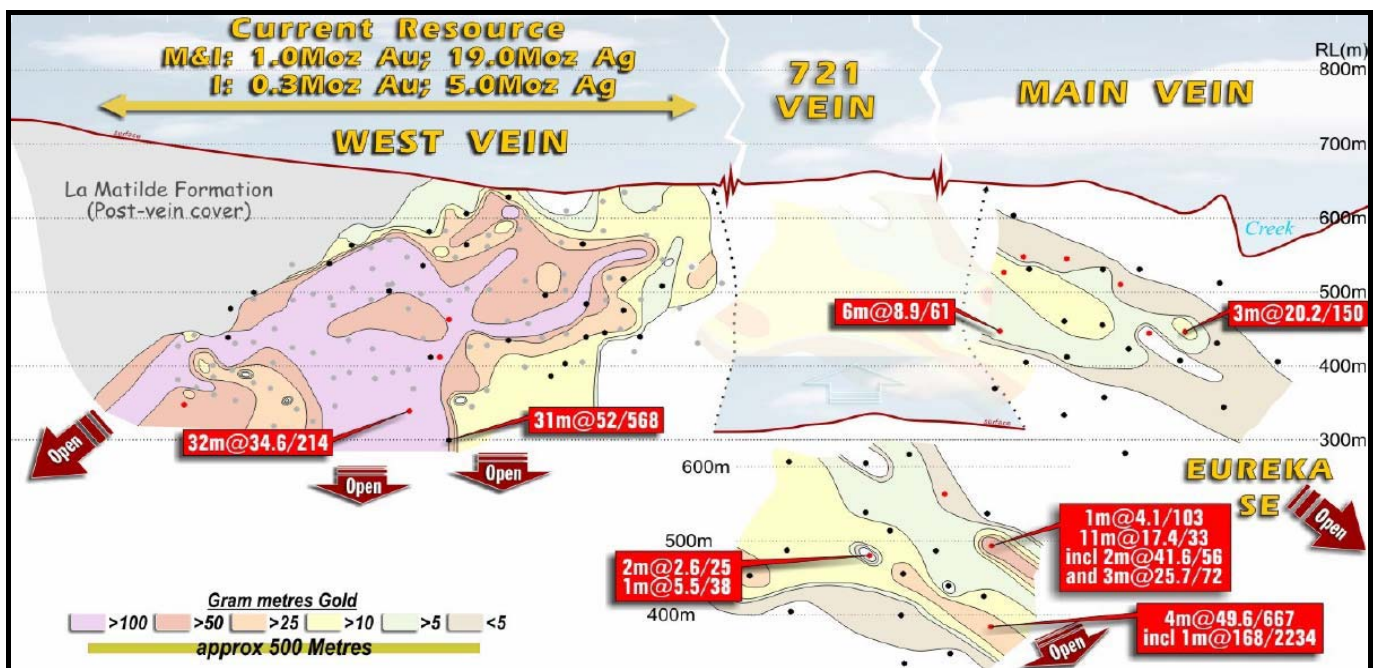 Current Resource
M&I: 1.0Moz Au; 19.0Moz Ag
I: 0.3Moz Au; 5.0Moz Ag
WEST VEIN
721
VEIN
MAIN VEIN
RL(m)
800m
700m
600m
500m
400m
300m
surface
La Matilde Formation
(Post-vein cover)
Creek
6m@8.9/61
3m@20.2/150
32m@34.6/214
31m@52/568
Open
Open
Open
surface
EUREKA
SE
Open
600m
500m
400m
2m@2.6/25
1m@5.5/38
1m@4.1/103
11m@17.4/33
incl 2m@41.6/56
and 3m@25.7/72
4m@49.6/667
incl 1m@168/2234
Open
Gram metres Gold
>100 >50 >25 >10 >5 <5
approx 500 Metres